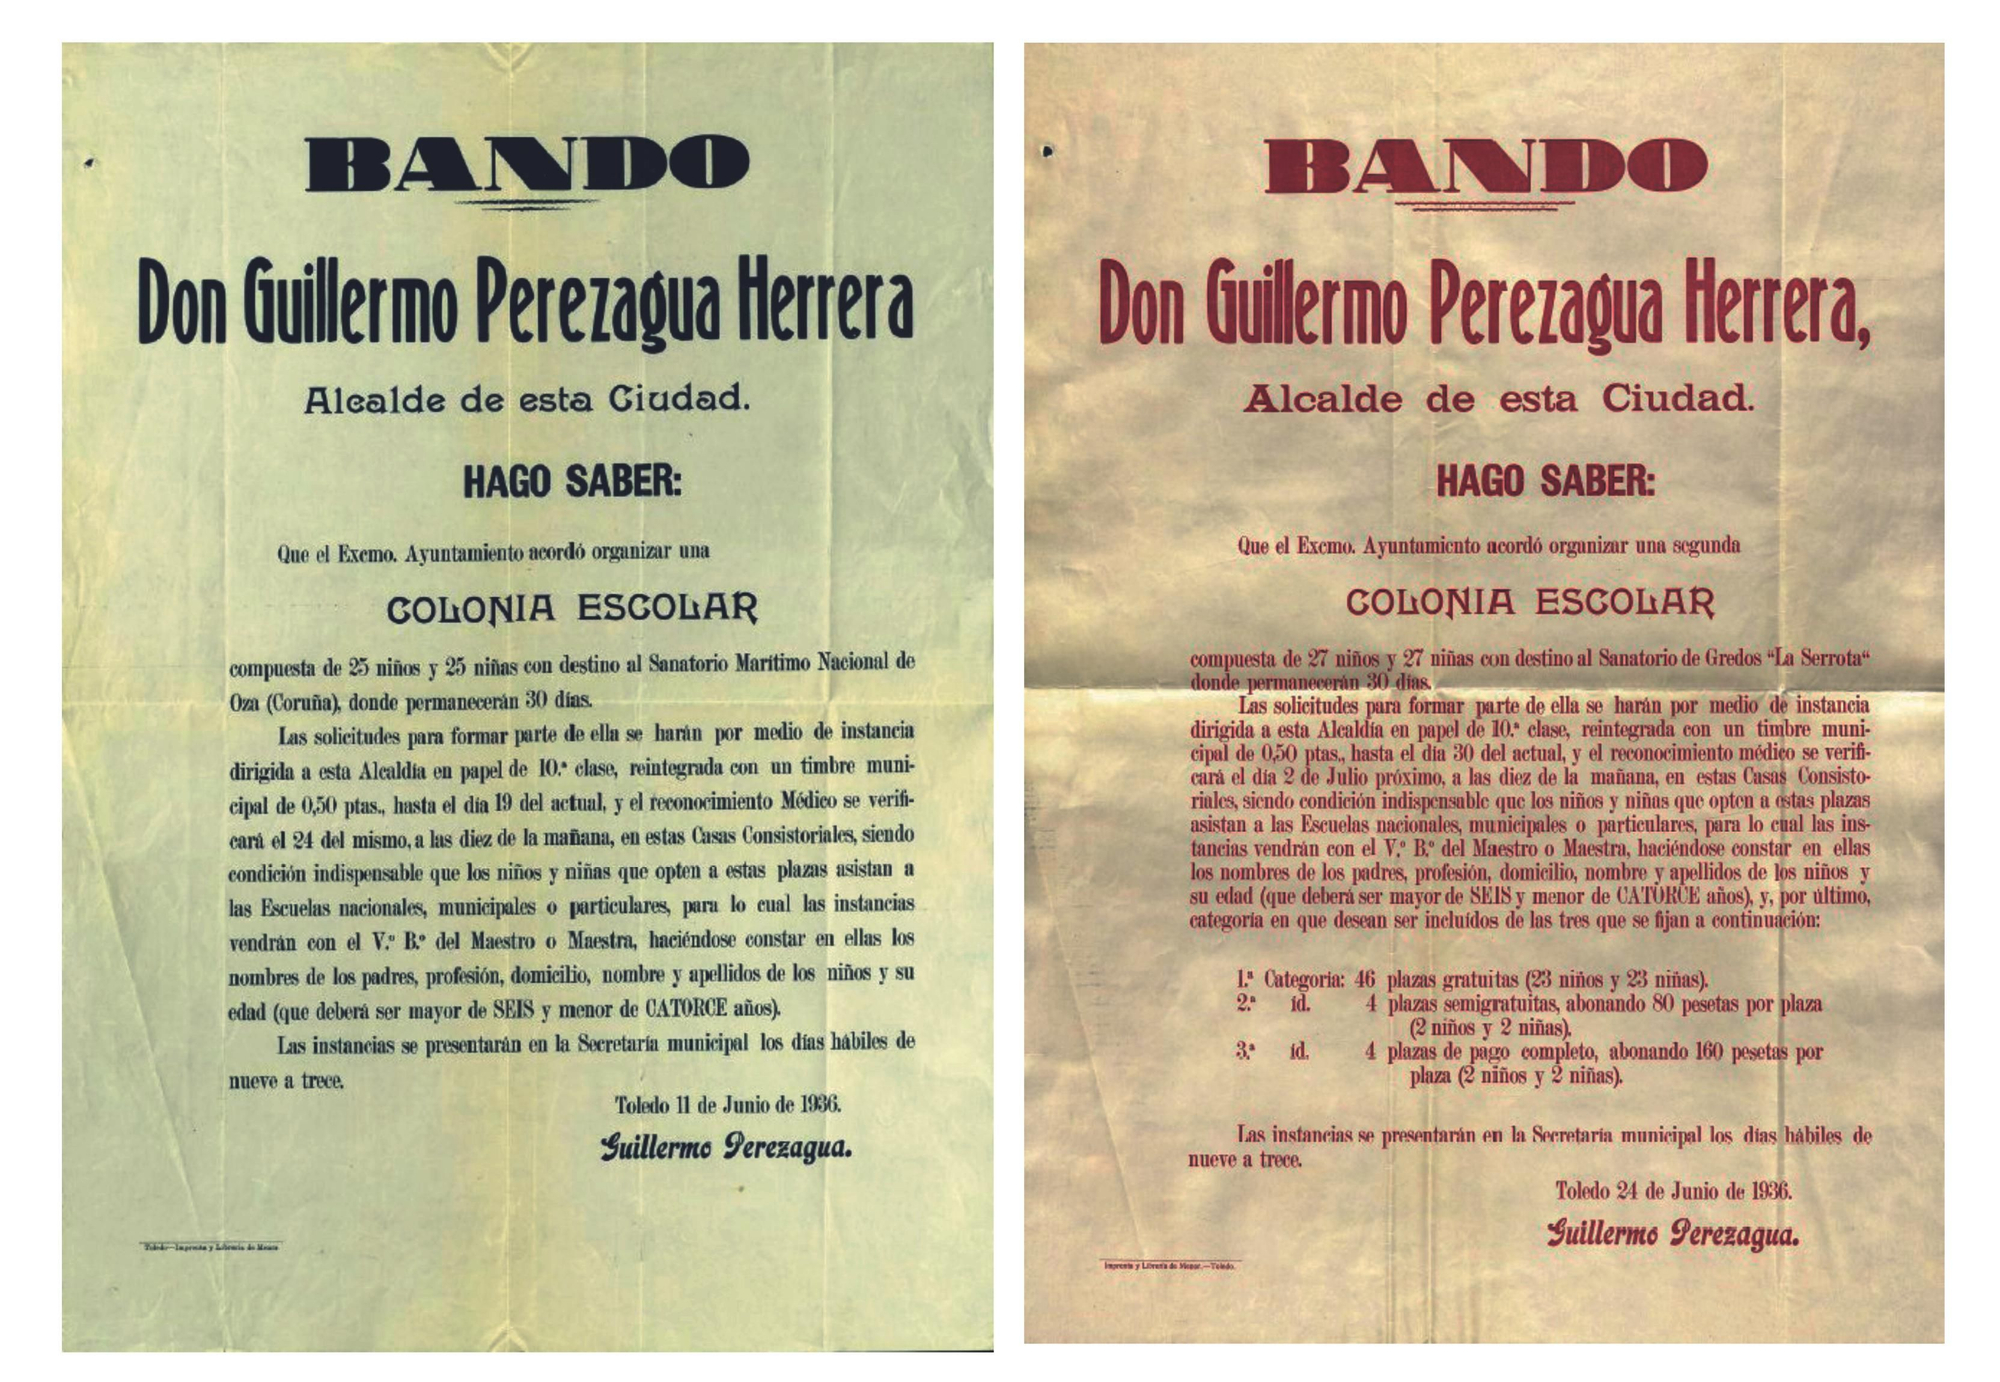 BANDO
Don Guillermo Perezagua Herrera
Alcalde de esta Ciudad.
HAGO SABER:
Que el Excmo. Ayuntamiento acordó organizar una
COLONIA ESCOLAR
compuesta de 25 niños y 25 niñas con destino al Sanatorio Marítimo Nacional de
Oza (Coruña), donde permanecerán 30 días.
Las solicitudes para formar parte de ella se harán por medio de instancia
dirigida a esta Alcaldía en papel de 10.ª clase, reintegrada con un timbre muni-
cipal de 0,50 ptas., hasta el día 19 del actual, y el reconocimiento Médico se verifi-
cará el 24 del mismo, a las diez de la mañana, en estas Casas Consistoriales, siendo
condición indispensable que los niños y niñas que opten a estas plazas asistan a
las Escuelas nacionales, municipales o particulares, para lo cual las instancias
vendrán con el V.º B.º del Maestro o Maestra, haciéndose constar en ellas los
nombres de los padres, profesión, domicilio, nombre y apellidos de los niños y su
edad (que deberá ser mayor de SEIS y menor de CATORCE años).
Las instancias se presentarán en la Secretaría municipal los días hábiles de
nueve a trece.
Toledo 11 de Junio de 1936.
Guillermo Perezagua.
Toledo—Imprenta y Librería de Menor
BANDO
Don Guillermo Perezagua Herrera,
Alcalde de esta Ciudad.
HAGO SABER:
Que el Excmo. Ayuntamiento acordó organizar una segunda
COLONIA ESCOLAR
compuesta de 27 niños y 27 niñas con destino al Sanatorio de Gredos “La Serrota“
donde permanecerán 30 días.
Las solicitudes para formar parte de ella se harán por medio de instancia
dirigida a esta Alcaldía en papel de 10.ª clase, reintegrada con un timbre muni-
cipal de 0,50 ptas., hasta el día 30 del actual, y el reconocimiento médico se verifi-
cará el día 2 de Julio próximo, a las diez de la mañana, en estas Casas Consisto-
riales, siendo condición indispensable que los niños y niñas que opten a estas plazas
asistan a las Escuelas nacionales, municipales o particulares, para lo cual las ins-
tancias vendrán con el V.º B.º del Maestro o Maestra, haciéndose constar en ellas
los nombres de los padres, profesión, domicilio, nombre y apellidos de los niños y
su edad (que deberá ser mayor de SEIS y menor de CATORCE años), y, por último,
categoría en que desean ser incluídos de las tres que se fijan a continuación:
1.ª Categoría: 46 plazas gratuitas (23 niños y 23 niñas).
2.ª íd. 4 plazas semigratuitas, abonando 80 pesetas por plaza
(2 niños y 2 niñas).
3.ª íd. 4 plazas de pago completo, abonando 160 pesetas por
plaza (2 niños y 2 niñas).
Las instancias se presentarán en la Secretaría municipal los días hábiles de
nueve a trece.
Toledo 24 de Junio de 1936.
Guillermo Perezagua.
Imprenta y Librería de Menor.—Toledo.